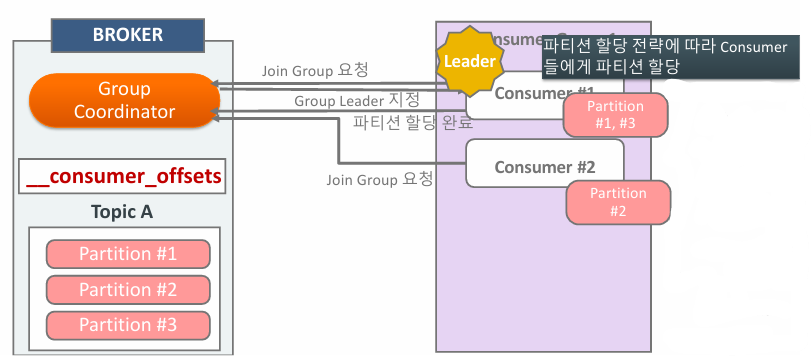 BROKER
Group
Coordinator
__consumer_offsets
Topic A
Partition #1
Partition #2
Partition #3
Join Group 요청
Group Leader 지정
파티션 할당 완료
Join Group 요청
Leader
파티션 할당 전략에 따라 Consumer
들에게 파티션 할당
Consumer #1
Partition
#1, #3
Consumer #2
Partition
#2